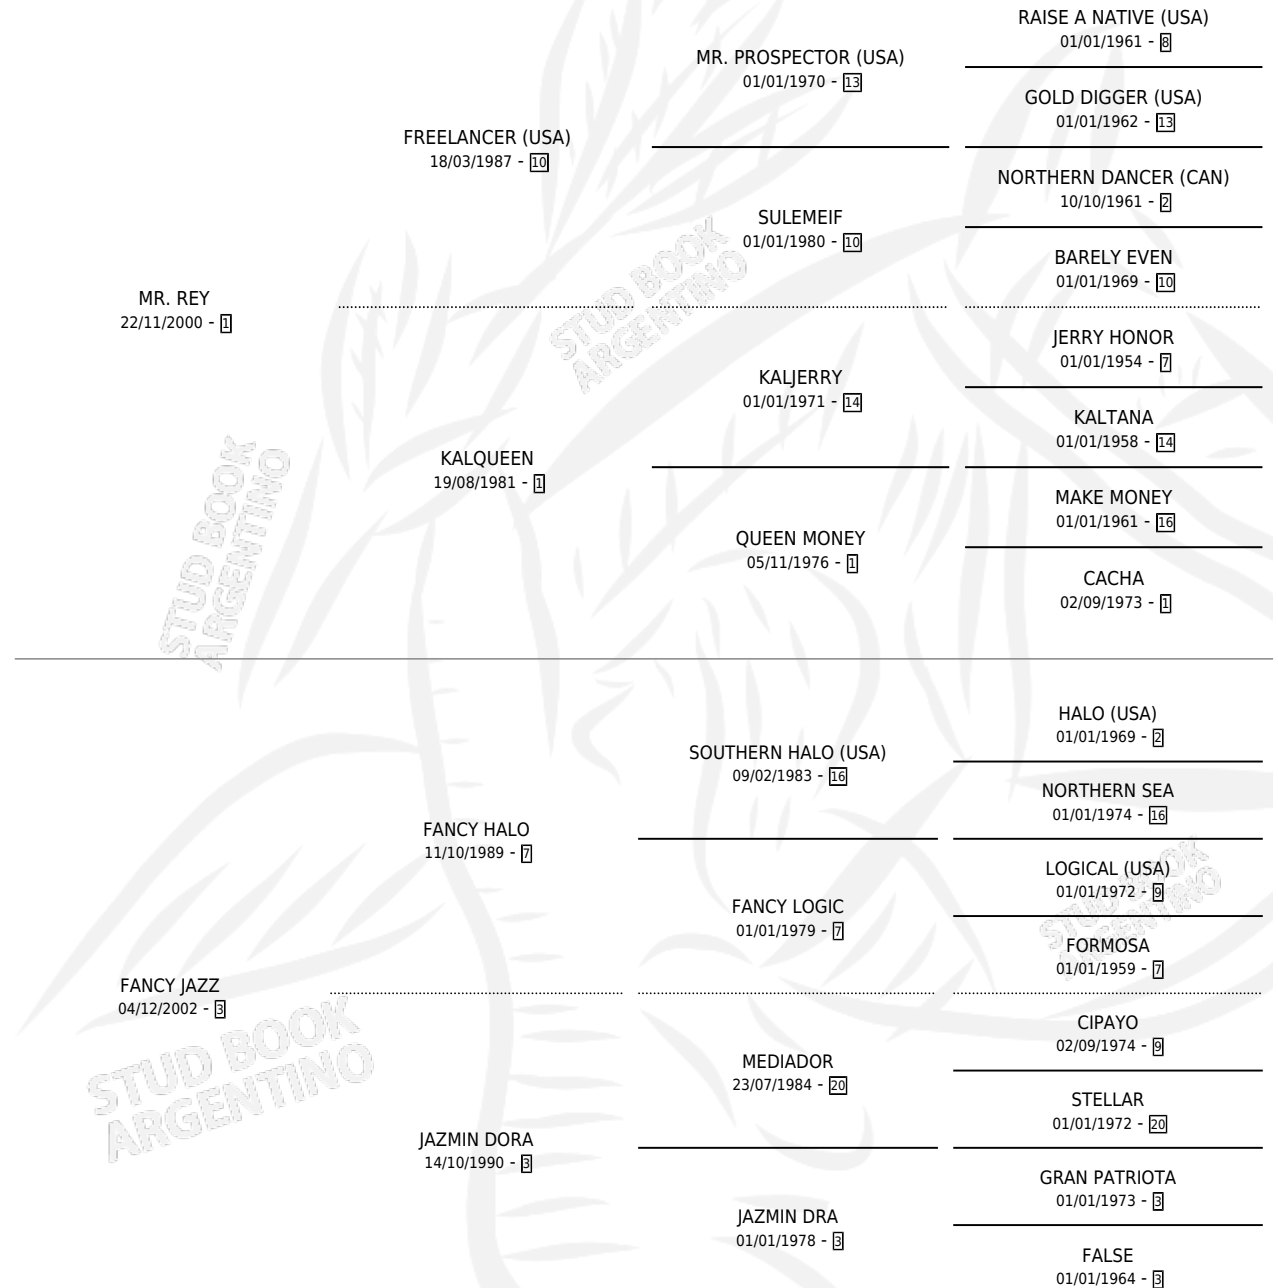 RAISE A NATIVE (USA)
01/01/1961 - 8
MR. PROSPECTOR (USA)
01/01/1970 - 13
GOLD DIGGER (USA)
01/01/1962 - 13
FREELANCER (USA)
18/03/1987 - 10
NORTHERN DANCER (CAN)
10/10/1961 - 2
SULEMEIF
01/01/1980 - 10
BARELY EVEN
01/01/1969 - 10
MR. REY
22/11/2000 - 1
JERRY HONOR
01/01/1954 - 7
KALJERRY
01/01/1971 - 14
KALTANA
01/01/1958 - 14
KALQUEEN
19/08/1981 - 1
MAKE MONEY
01/01/1961 - 16
QUEEN MONEY
05/11/1976 - 1
CACHA
02/09/1973 - 1
HALO (USA)
01/01/1969 - 2
SOUTHERN HALO (USA)
09/02/1983 - 16
NORTHERN SEA
01/01/1974 - 16
FANCY HALO
11/10/1989 - 7
LOGICAL (USA)
01/01/1972 - 9
FANCY LOGIC
01/01/1979 - 7
FORMOSA
01/01/1959 - 7
FANCY JAZZ
04/12/2002 - 3
CIPAYO
02/09/1974 - 9
MEDIADOR
23/07/1984 - 20
STELLAR
01/01/1972 - 20
JAZMIN DORA
14/10/1990 - 3
GRAN PATRIOTA
01/01/1973 - 3
JAZMIN DRA
01/01/1978 - 3
FALSE
01/01/1964 - 3
STUD BOOK
ARGENTINO
STUD BOOK
ARGENTINO
STUD BOOK
ARGENTINO
STUD BOOK
ARGENTINO